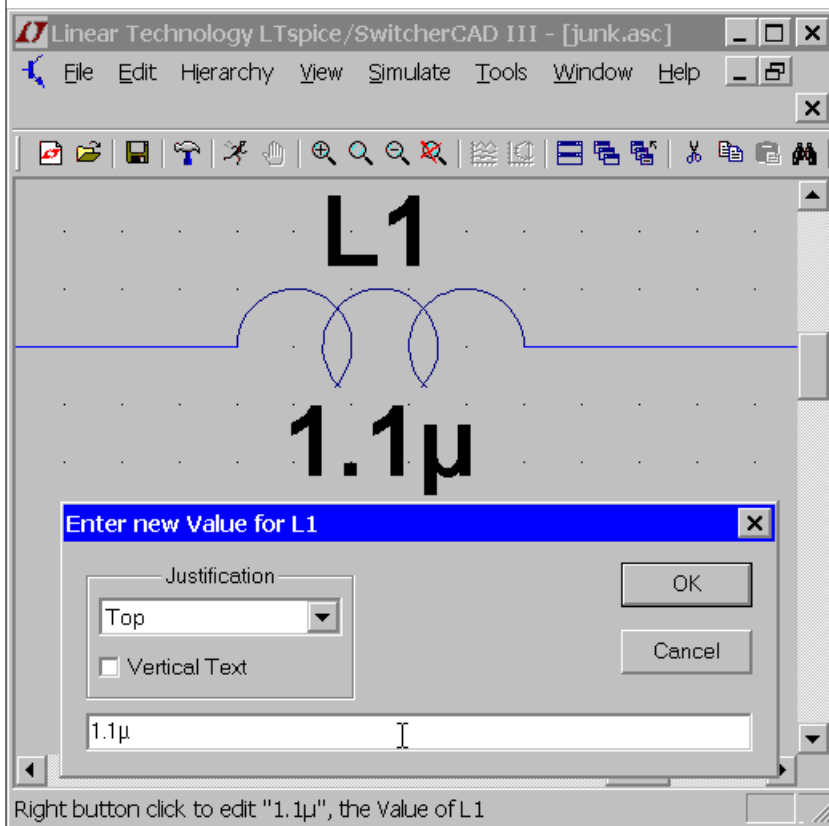 Linear Technology LTspice/SwitcherCAD III - [junk.asc]
File Edit Hierarchy View Simulate Tools Window Help
L1
1.1µ
Enter new Value for L1
Justification
Top
Vertical Text
OK
Cancel
1.1µ
Right button click to edit "1.1µ", the Value of L1